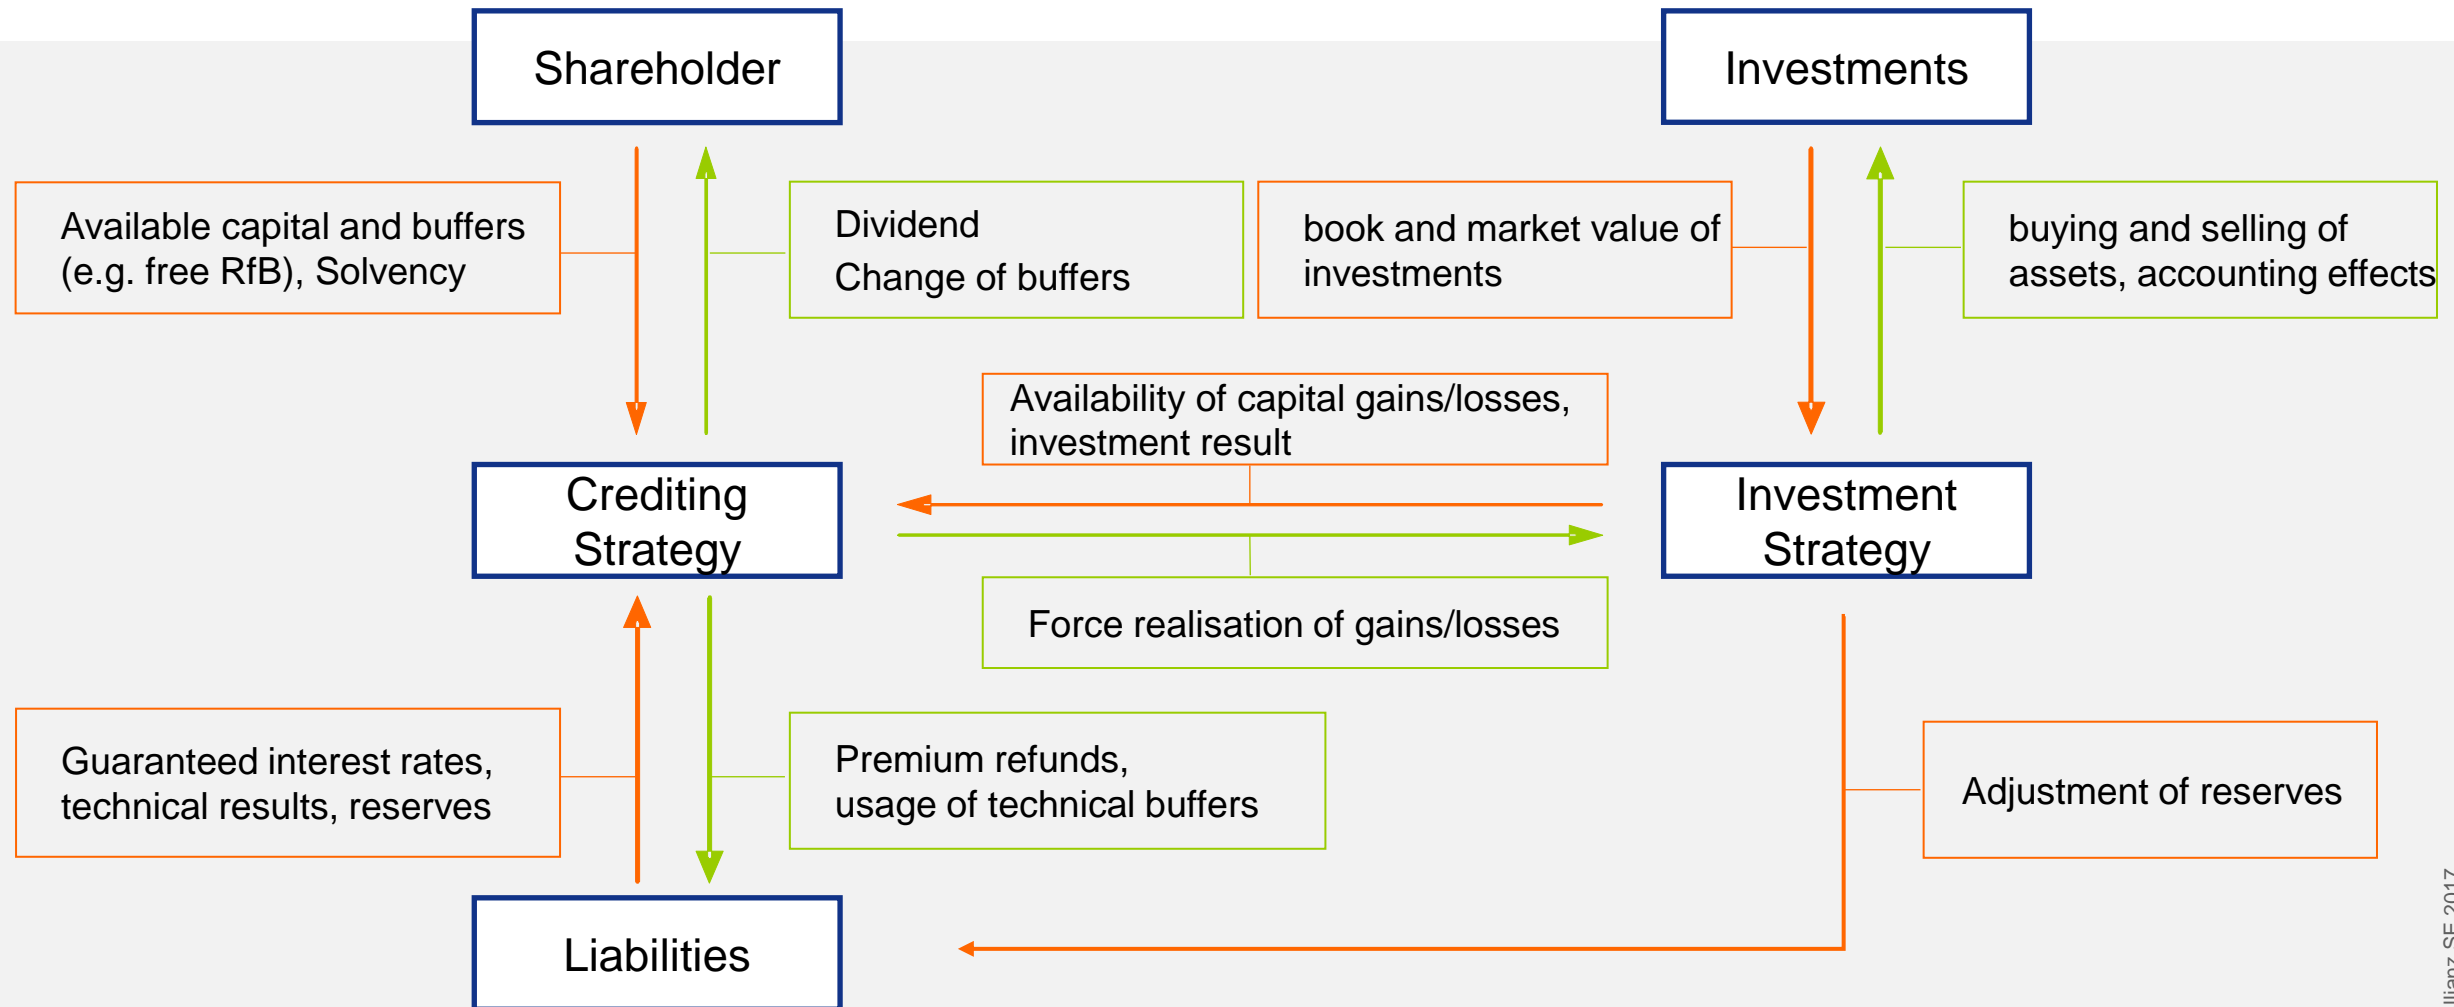 Shareholder
Investments
Available capital and buffers
(e.g. free RfB), Solvency
Dividend
Change of buffers
book and market value of
investments
buying and selling of
assets, accounting effects
Availability of capital gains/losses,
investment result
Crediting
Strategy
Investment
Strategy
Force realisation of gains/losses
Guaranteed interest rates,
technical results, reserves
Premium refunds,
usage of technical buffers
Adjustment of reserves
Liabilities
SE 2017